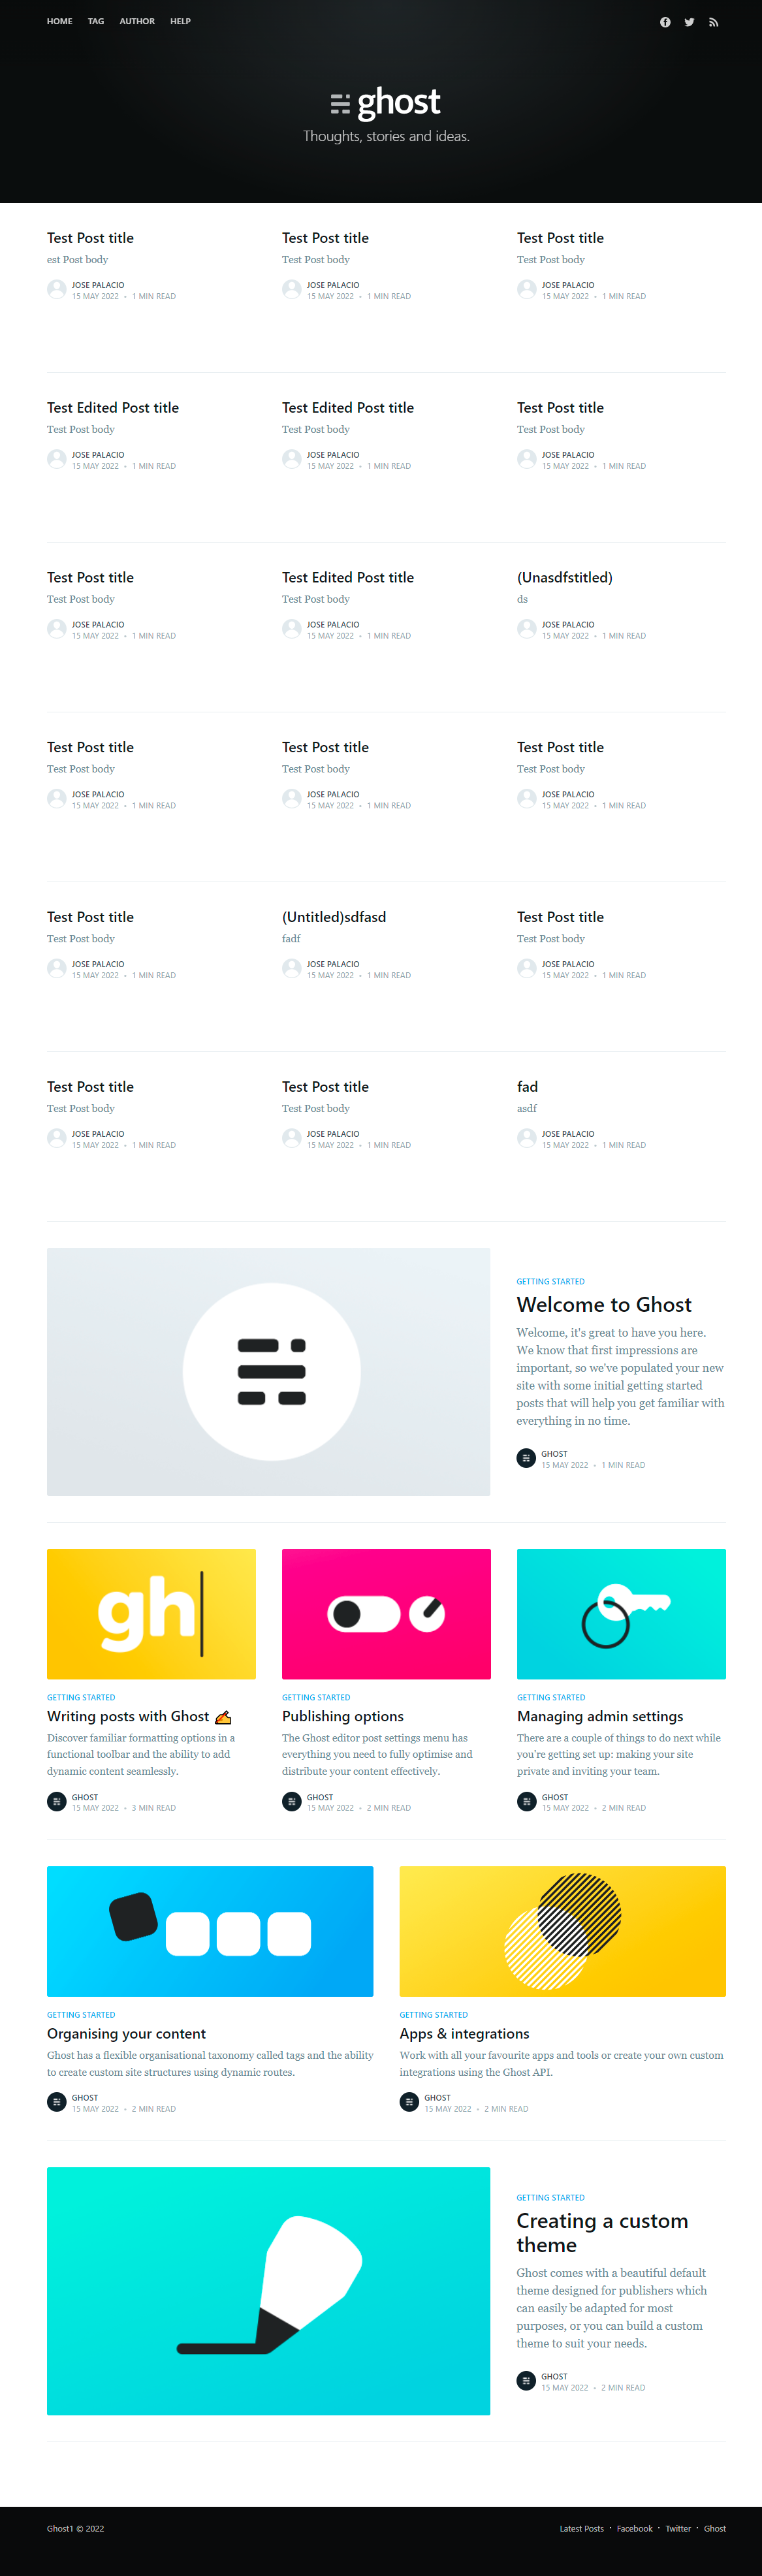 HOME TAG AUTHOR HELP
ghost
Thoughts, stories and ideas.
Test Post title
est Post body
JOSE PALACIO
15 MAY 2022 • 1 MIN READ
Test Post title
Test Post body
JOSE PALACIO
15 MAY 2022 • 1 MIN READ
Test Post title
Test Post body
JOSE PALACIO
15 MAY 2022 • 1 MIN READ
Test Edited Post title
Test Post body
JOSE PALACIO
15 MAY 2022 • 1 MIN READ
Test Edited Post title
Test Post body
JOSE PALACIO
15 MAY 2022 • 1 MIN READ
Test Post title
Test Post body
JOSE PALACIO
15 MAY 2022 • 1 MIN READ
Test Post title
Test Post body
JOSE PALACIO
15 MAY 2022 • 1 MIN READ
Test Edited Post title
Test Post body
JOSE PALACIO
15 MAY 2022 • 1 MIN READ
(Unasdfstitled)
ds
JOSE PALACIO
15 MAY 2022 • 1 MIN READ
Test Post title
Test Post body
JOSE PALACIO
15 MAY 2022 • 1 MIN READ
Test Post title
Test Post body
JOSE PALACIO
15 MAY 2022 • 1 MIN READ
Test Post title
Test Post body
JOSE PALACIO
15 MAY 2022 • 1 MIN READ
Test Post title
Test Post body
JOSE PALACIO
15 MAY 2022 • 1 MIN READ
(Untitled)sdfasd
fadf
JOSE PALACIO
15 MAY 2022 • 1 MIN READ
Test Post title
Test Post body
JOSE PALACIO
15 MAY 2022 • 1 MIN READ
Test Post title
Test Post body
JOSE PALACIO
15 MAY 2022 • 1 MIN READ
Test Post title
Test Post body
JOSE PALACIO
15 MAY 2022 • 1 MIN READ
fad
asdf
JOSE PALACIO
15 MAY 2022 • 1 MIN READ
GETTING STARTED
Welcome to Ghost
Welcome, it's great to have you here.
We know that first impressions are
important, so we've populated your new
site with some initial getting started
posts that will help you get familiar with
everything in no time.
GHOST
15 MAY 2022 • 1 MIN READ
gh
GETTING STARTED
Writing posts with Ghost ✍️
Discover familiar formatting options in a
functional toolbar and the ability to add
dynamic content seamlessly.
GHOST
15 MAY 2022 • 3 MIN READ
GETTING STARTED
Publishing options
The Ghost editor post settings menu has
everything you need to fully optimise and
distribute your content effectively.
GHOST
15 MAY 2022 • 2 MIN READ
GETTING STARTED
Managing admin settings
There are a couple of things to do next while
you're getting set up: making your site
private and inviting your team.
GHOST
15 MAY 2022 • 2 MIN READ
GETTING STARTED
Organising your content
Ghost has a flexible organisational taxonomy called tags and the ability
to create custom site structures using dynamic routes.
GHOST
15 MAY 2022 • 2 MIN READ
GETTING STARTED
Apps & integrations
Work with all your favourite apps and tools or create your own custom
integrations using the Ghost API.
GHOST
15 MAY 2022 • 2 MIN READ
GETTING STARTED
Creating a custom
theme
Ghost comes with a beautiful default
theme designed for publishers which
can easily be adapted for most
purposes, or you can build a custom
theme to suit your needs.
GHOST
15 MAY 2022 • 2 MIN READ
Ghost1 © 2022
Latest Posts • Facebook • Twitter • Ghost